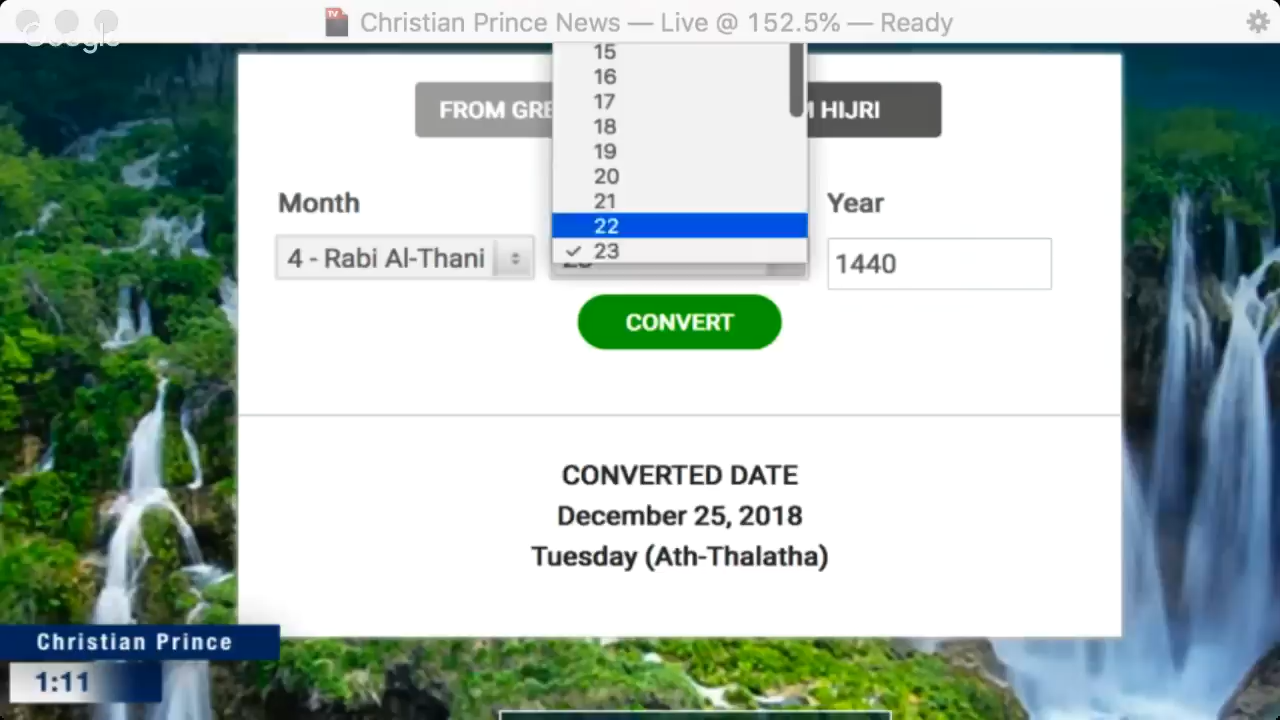 Christian Prince News — Live @ 152.5% — Ready
Google
15
16
17
18
19
20
21
22
✓ 23
FROM GRE
HIJRI
Month
Year
4 - Rabi Al-Thani
1440
CONVERT
CONVERTED DATE
December 25, 2018
Tuesday (Ath-Thalatha)
Christian Prince
1:11